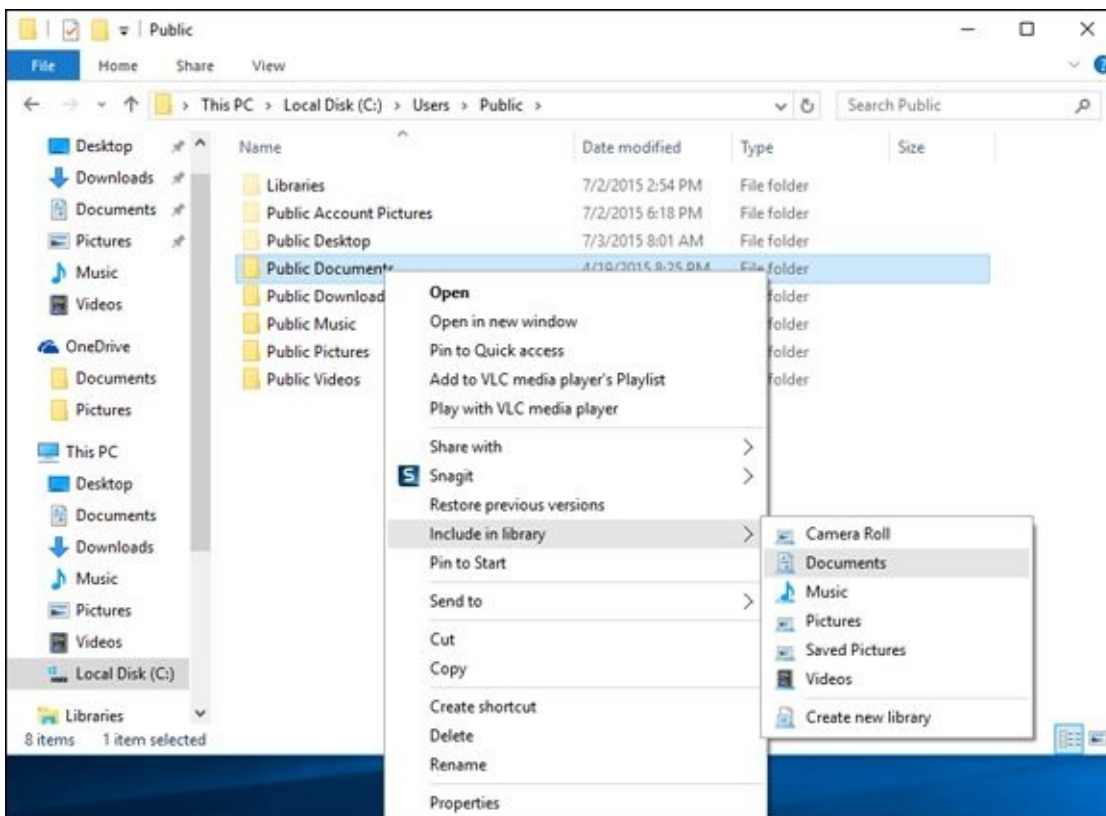 Public
File Home Share View
This PC > Local Disk (C:) > Users > Public >
Search Public
Name Date modified Type Size
Desktop
Downloads
Documents
Pictures
Music
Videos
OneDrive
Documents
Pictures
This PC
Desktop
Documents
Downloads
Music
Pictures
Videos
Local Disk (C:)
Libraries
Libraries 7/2/2015 2:54 PM File folder
Public Account Pictures 7/2/2015 6:18 PM File folder
Public Desktop 7/3/2015 8:01 AM File folder
Public Documents 4/19/2015 8:25 PM File folder
Public Download folder
Public Music folder
Public Pictures folder
Public Videos folder
Open
Open in new window
Pin to Quick access
Add to VLC media player's Playlist
Play with VLC media player
Share with
S Snagit
Restore previous versions
Include in library
Pin to Start
Send to
Cut
Copy
Create shortcut
Delete
Rename
Properties
Camera Roll
Documents
Music
Pictures
Saved Pictures
Videos
Create new library
8 items 1 item selected